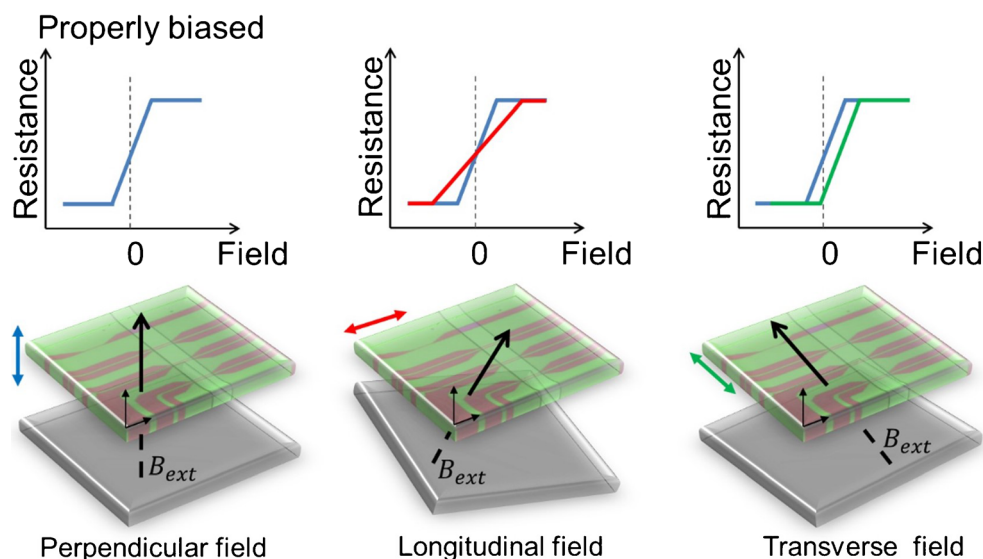 Properly biased
Resistance
0
Field
Resistance
0
Field
Resistance
0
Field
B_ext
B_ext
B_ext
Perpendicular field
Longitudinal field
Transverse field